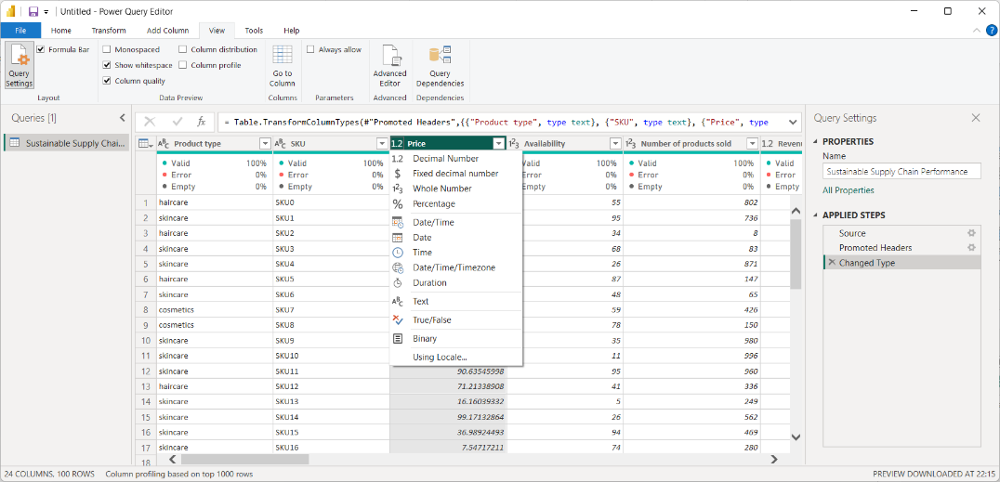 Untitled - Power Query Editor
File Home Transform Add Column View Tools Help
Query Settings
Formula Bar
Layout
Monospaced
Show whitespace
Column quality
Column distribution
Column profile
Data Preview
Go to Column
Columns
Always allow
Parameters
Advanced Editor
Advanced
Query Dependencies
Dependencies
Queries [1]
Sustainable Supply Chai...
fx = Table.TransformColumnTypes(#"Promoted Headers",{{"Product type", type text}, {"SKU", type text}, {"Price", type
ABC Product type ABC SKU 1.2 Price 123 Availability 123 Number of products sold 1.2 Revenu
Valid 100% Valid 100% Valid 100% Valid 100% Valid
Error 0% Error 0% 0% Error 0% Error
Empty 0% Empty 0% Empty 0% Empty 0% Empty
1 haircare SKU0 55 802
2 skincare SKU1 95 736
3 haircare SKU2 34 8
4 skincare SKU3 68 83
5 skincare SKU4 26 871
6 haircare SKU5 87 147
7 skincare SKU6 48 65
8 cosmetics SKU7 59 426
9 cosmetics SKU8 78 150
10 skincare SKU9 35 980
11 skincare SKU10 11 996
12 skincare SKU11 90.63545998 95 960
13 haircare SKU12 71.21338908 41 336
14 skincare SKU13 16.16039332 5 249
15 skincare SKU14 99.17132864 26 562
16 skincare SKU15 36.98924493 94 469
17 skincare SKU16 7.54717211 74 280
18
1.2 Decimal Number
$ Fixed decimal number
123 Whole Number
% Percentage
Date/Time
Date
Time
Date/Time/Timezone
Duration
ABC Text
True/False
Binary
Using Locale...
Query Settings
PROPERTIES
Name
Sustainable Supply Chain Performance
All Properties
APPLIED STEPS
Source
Promoted Headers
Changed Type
24 COLUMNS, 100 ROWS Column profiling based on top 1000 rows PREVIEW DOWNLOADED AT 22:15